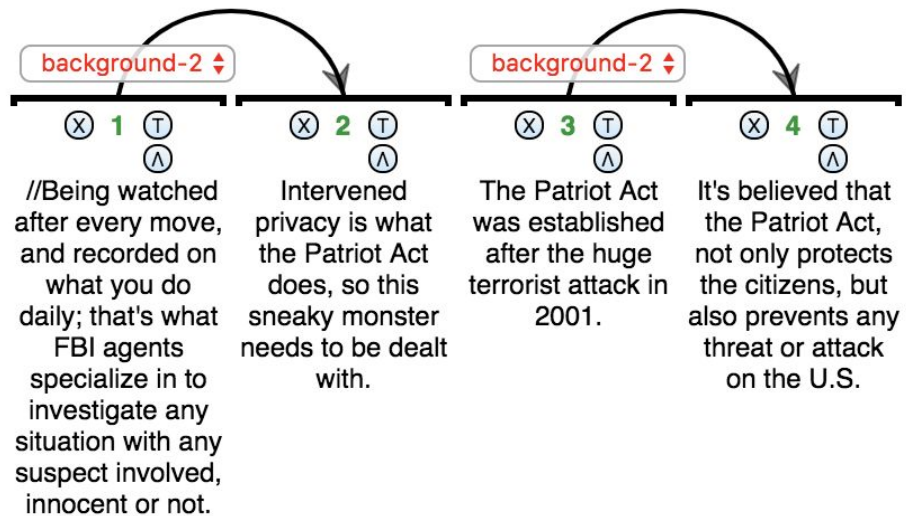 background-2
background-2
X 1 T
Λ
X 2 T
Λ
X 3 T
Λ
X 4 T
Λ
//Being watched
after every move,
and recorded on
what you do
daily; that's what
FBI agents
specialize in to
investigate any
situation with any
suspect involved,
innocent or not.
Intervened
privacy is what
the Patriot Act
does, so this
sneaky monster
needs to be dealt
with.
The Patriot Act
was established
after the huge
terrorist attack in
2001.
It's believed that
the Patriot Act,
not only protects
the citizens, but
also prevents any
threat or attack
on the U.S.